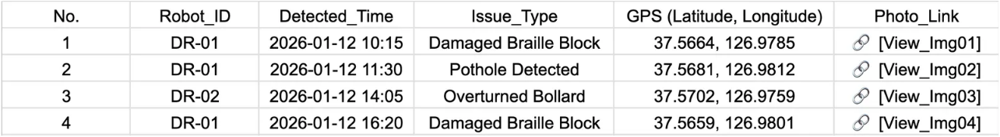 No. Robot_ID Detected_Time Issue_Type GPS (Latitude, Longitude) Photo_Link
1 DR-01 2026-01-12 10:15 Damaged Braille Block 37.5664, 126.9785 🔗 [View_Img01]
2 DR-01 2026-01-12 11:30 Pothole Detected 37.5681, 126.9812 🔗 [View_Img02]
3 DR-02 2026-01-12 14:05 Overturned Bollard 37.5702, 126.9759 🔗 [View_Img03]
4 DR-01 2026-01-12 16:20 Damaged Braille Block 37.5659, 126.9801 🔗 [View_Img04]